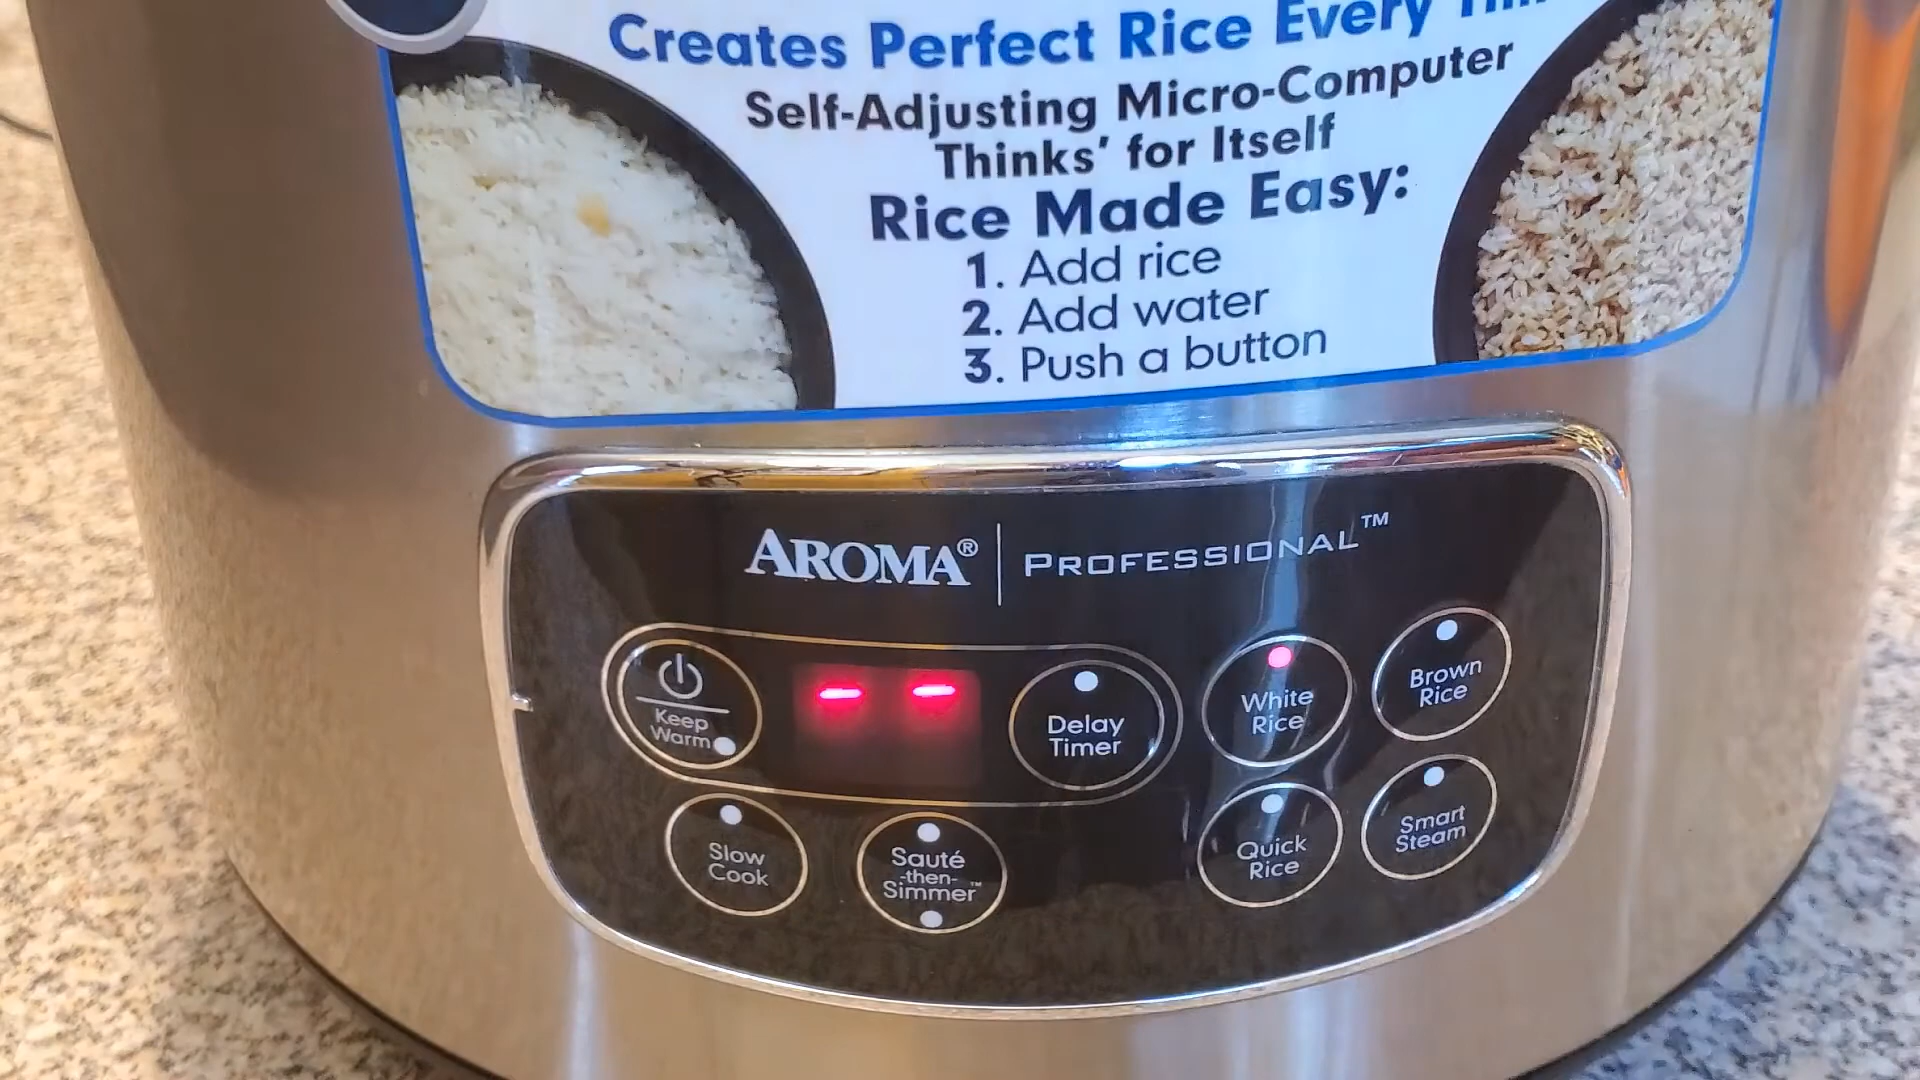 Creates Perfect Rice Every
Self-Adjusting Micro-Computer
Thinks’ for Itself
Rice Made Easy:
1. Add rice
2. Add water
3. Push a button
AROMA® | PROFESSIONAL™
Keep
Warm
Delay
Timer
White
Rice
Brown
Rice
Slow
Cook
Sauté
-then-
Simmer™
Quick
Rice
Smart
Steam